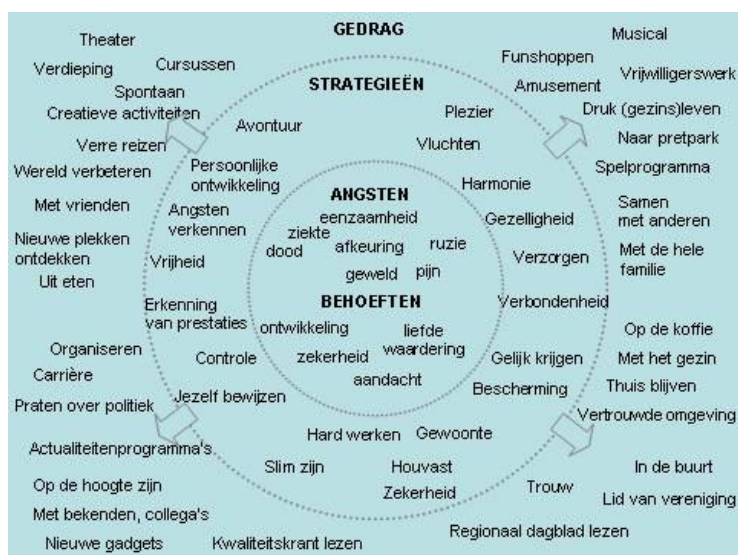 GEDRAG
Theater
Musical
Verdieping
Cursussen
Funshoppen
Vrijwilligerswerk
Spontaan
STRATEGIEËN
Amusement
Creatieve activiteiten
Plezier
Druk (gezins)leven
Avontuur
Verre reizen
Vluchten
Naar pretpark
Wereld verbeteren
Persoonlijke
ontwikkeling
Spelprogramma
ANGSTEN
Harmonie
Met vrienden
Angsten
verkennen
eenzaamheid
Gezelligheid
Samen
met anderen
ziekte
dood
afkeuring
ruzie
Nieuwe plekken
ontdekken
Vrijheid
Verzorgen
Met de hele
familie
geweld
pijn
Uit eten
BEHOEFTEN
Erkenning
van prestaties
Verbondenheid
ontwikkeling
liefde
waardering
Op de koffie
Organiseren
Controle
zekerheid
Gelijk krijgen
Met het gezin
Carrière
aandacht
Bescherming
Thuis blijven
Praten over politiek
Jezelf bewijzen
Vertrouwde omgeving
Actualiteitenprogramma's
Hard werken
Gewoonte
Slim zijn
Houvast
In de buurt
Op de hoogte zijn
Zekerheid
Trouw
Lid van vereniging
Met bekenden, collega's
Regionaal dagblad lezen
Nieuwe gadgets
Kwaliteitskrant lezen